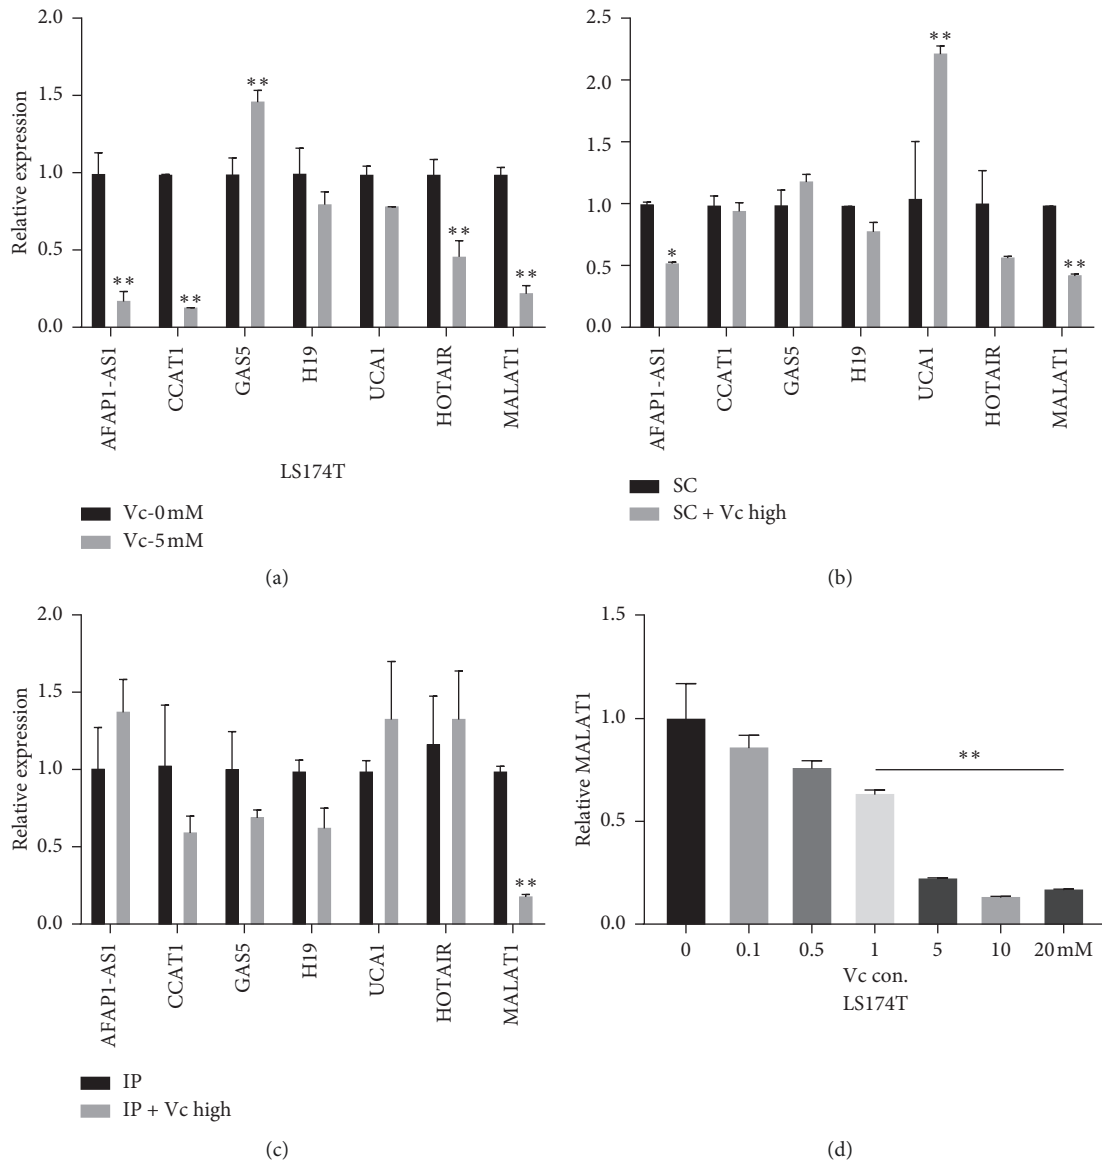 2.0
1.5
1.0
0.5
0.0
Relative expression
**
**
**
**
**
AFAP1-AS1
CCAT1
GAS5
H19
UCA1
HOTAIR
MALAT1
LS174T
Vc-0 mM
Vc-5 mM
(a)
2.5
2.0
1.5
1.0
0.5
0.0
*
**
**
AFAP1-AS1
CCAT1
GAS5
H19
UCA1
HOTAIR
MALAT1
SC
SC + Vc high
(b)
2.0
1.5
1.0
0.5
0.0
Relative expression
**
AFAP1-AS1
CCAT1
GAS5
H19
UCA1
HOTAIR
MALAT1
IP
IP + Vc high
(c)
1.5
1.0
0.5
0.0
Relative MALAT1
**
0 0.1 0.5 1 5 10 20 mM
Vc con.
LS174T
(d)